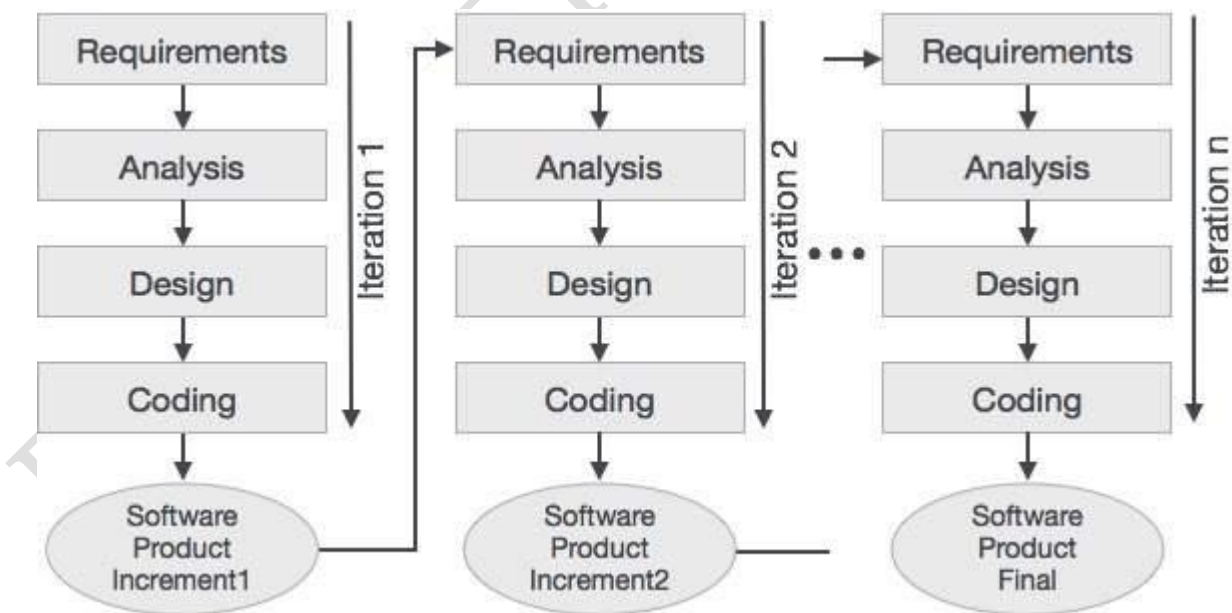 Requirements
Analysis
Design
Coding
Software
Product
Increment1
Iteration 1
Requirements
Analysis
Design
Coding
Software
Product
Increment2
Iteration 2
Requirements
Analysis
Design
Coding
Software
Product
Final
Iteration n